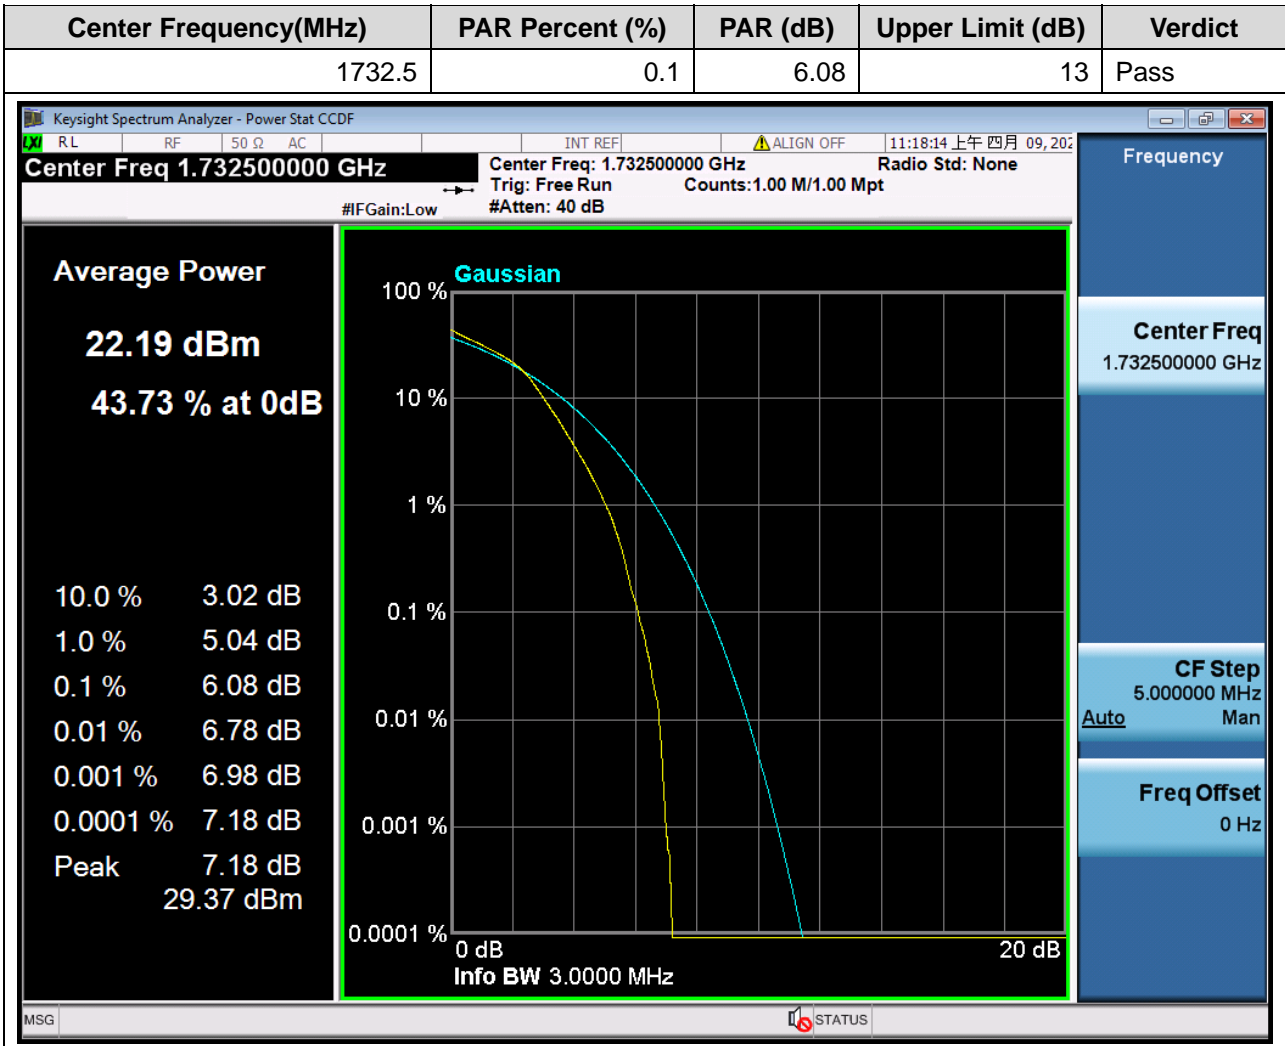 Center Frequency(MHz) PAR Percent (%) PAR (dB) Upper Limit (dB) Verdict
1732.5 0.1 6.08 13 Pass
Keysight Spectrum Analyzer - Power Stat CCDF
LXI RL RF 50 Ω AC INT REF ALIGN OFF 11:18:14 上午 四月 09, 202
Center Freq 1.732500000 GHz
Center Freq: 1.732500000 GHz Radio Std: None
Trig: Free Run Counts:1.00 M/1.00 Mpt
#IFGain:Low #Atten: 40 dB
Average Power
22.19 dBm
43.73 % at 0dB
10.0 % 3.02 dB
1.0 % 5.04 dB
0.1 % 6.08 dB
0.01 % 6.78 dB
0.001 % 6.98 dB
0.0001 % 7.18 dB
Peak 7.18 dB
29.37 dBm
Gaussian
100 %
10 %
1 %
0.1 %
0.01 %
0.001 %
0.0001 %
0 dB 20 dB
Info BW 3.0000 MHz
Frequency
Center Freq
1.732500000 GHz
CF Step
5.000000 MHz
Auto Man
Freq Offset
0 Hz
MSG STATUS